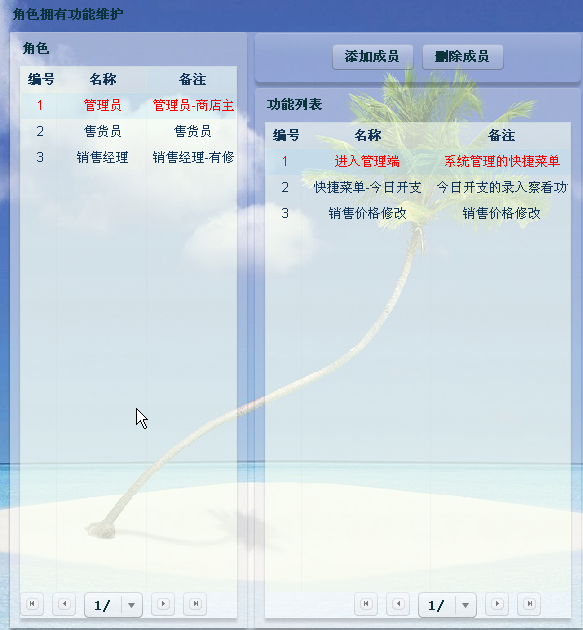 角色拥有功能维护
角色
编号 名称 备注
1 管理员 管理员-商店主
2 售货员 售货员
3 销售经理 销售经理-有修
1/
添加成员 删除成员
功能列表
编号 名称 备注
1 进入管理端 系统管理的快捷菜单
2 快捷菜单-今日开支 今日开支的录入察看功
3 销售价格修改 销售价格修改
1/